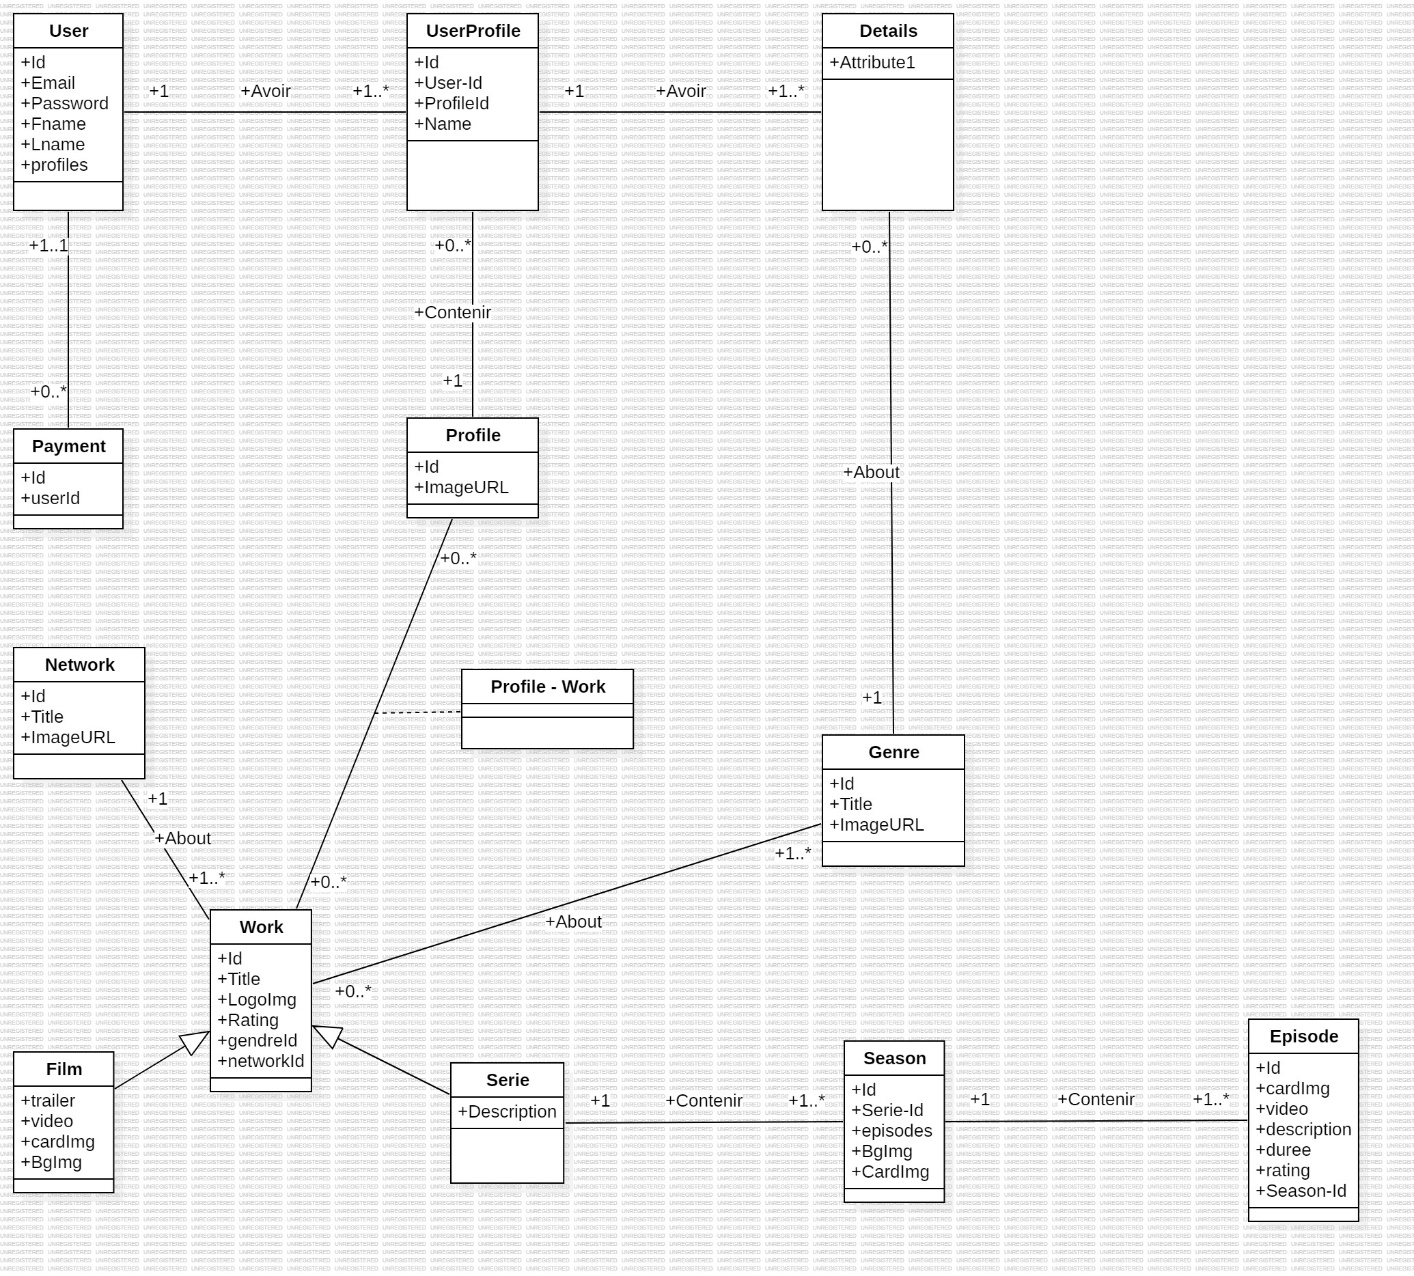 User
+Id
+Email
+Password
+Fname
+Lname
+profiles
+1
+Avoir
+1..*
UserProfile
+Id
+User-Id
+ProfileId
+Name
+1
+Avoir
+1..*
Details
+Attribute1
+1..1
+0..*
+0..*
+Contenir
+1
+0..*
+About
+1
Payment
+Id
+userId
Profile
+Id
+ImageURL
+0..*
+0..*
Network
+Id
+Title
+ImageURL
Profile - Work
Genre
+Id
+Title
+ImageURL
+1
+About
+1..*
+1..*
+About
+0..*
Work
+Id
+Title
+LogoImg
+Rating
+gendreId
+networkId
Film
+trailer
+video
+cardImg
+BgImg
Serie
+Description
+1
+Contenir
+1..*
Season
+Id
+Serie-Id
+episodes
+BgImg
+CardImg
+1
+Contenir
+1..*
Episode
+Id
+cardImg
+video
+description
+duree
+rating
+Season-Id
UNREGISTERED